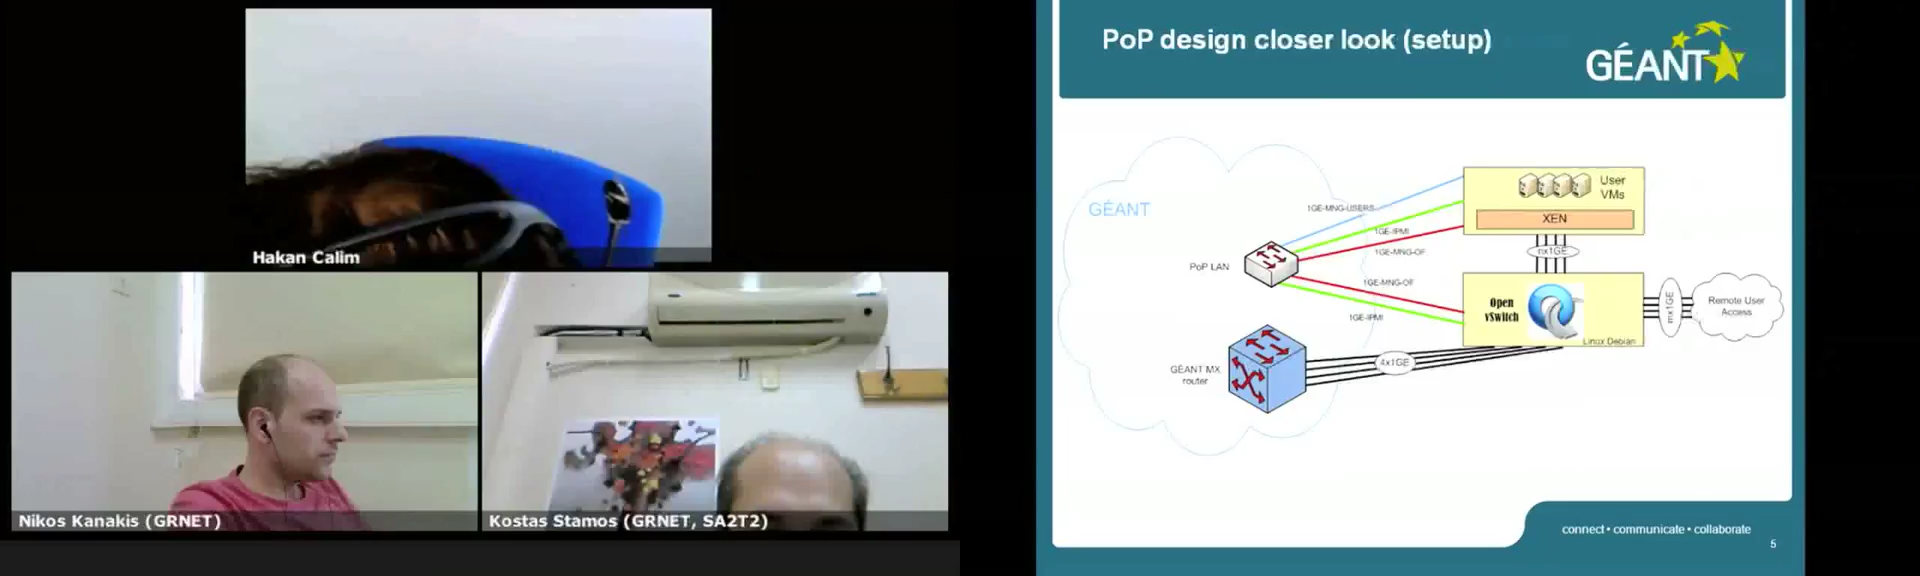 Hakan Calim
Nikos Kanakis (GRNET)
Kostas Stamos (GRNET, SA2T2)
PoP design closer look (setup)
GÉANT
GÉANT
User
VMs
XEN
1GE-MNG-USERS
1GE-IPMI
1GE-MNG-OF
nx1GE
PoP LAN
1GE-MNG-OF
1GE-IPMI
Open
vSwitch
Linux Debian
mx1GE
Remote User
Access
GÉANT MX
router
4x1GE
connect • communicate • collaborate
5